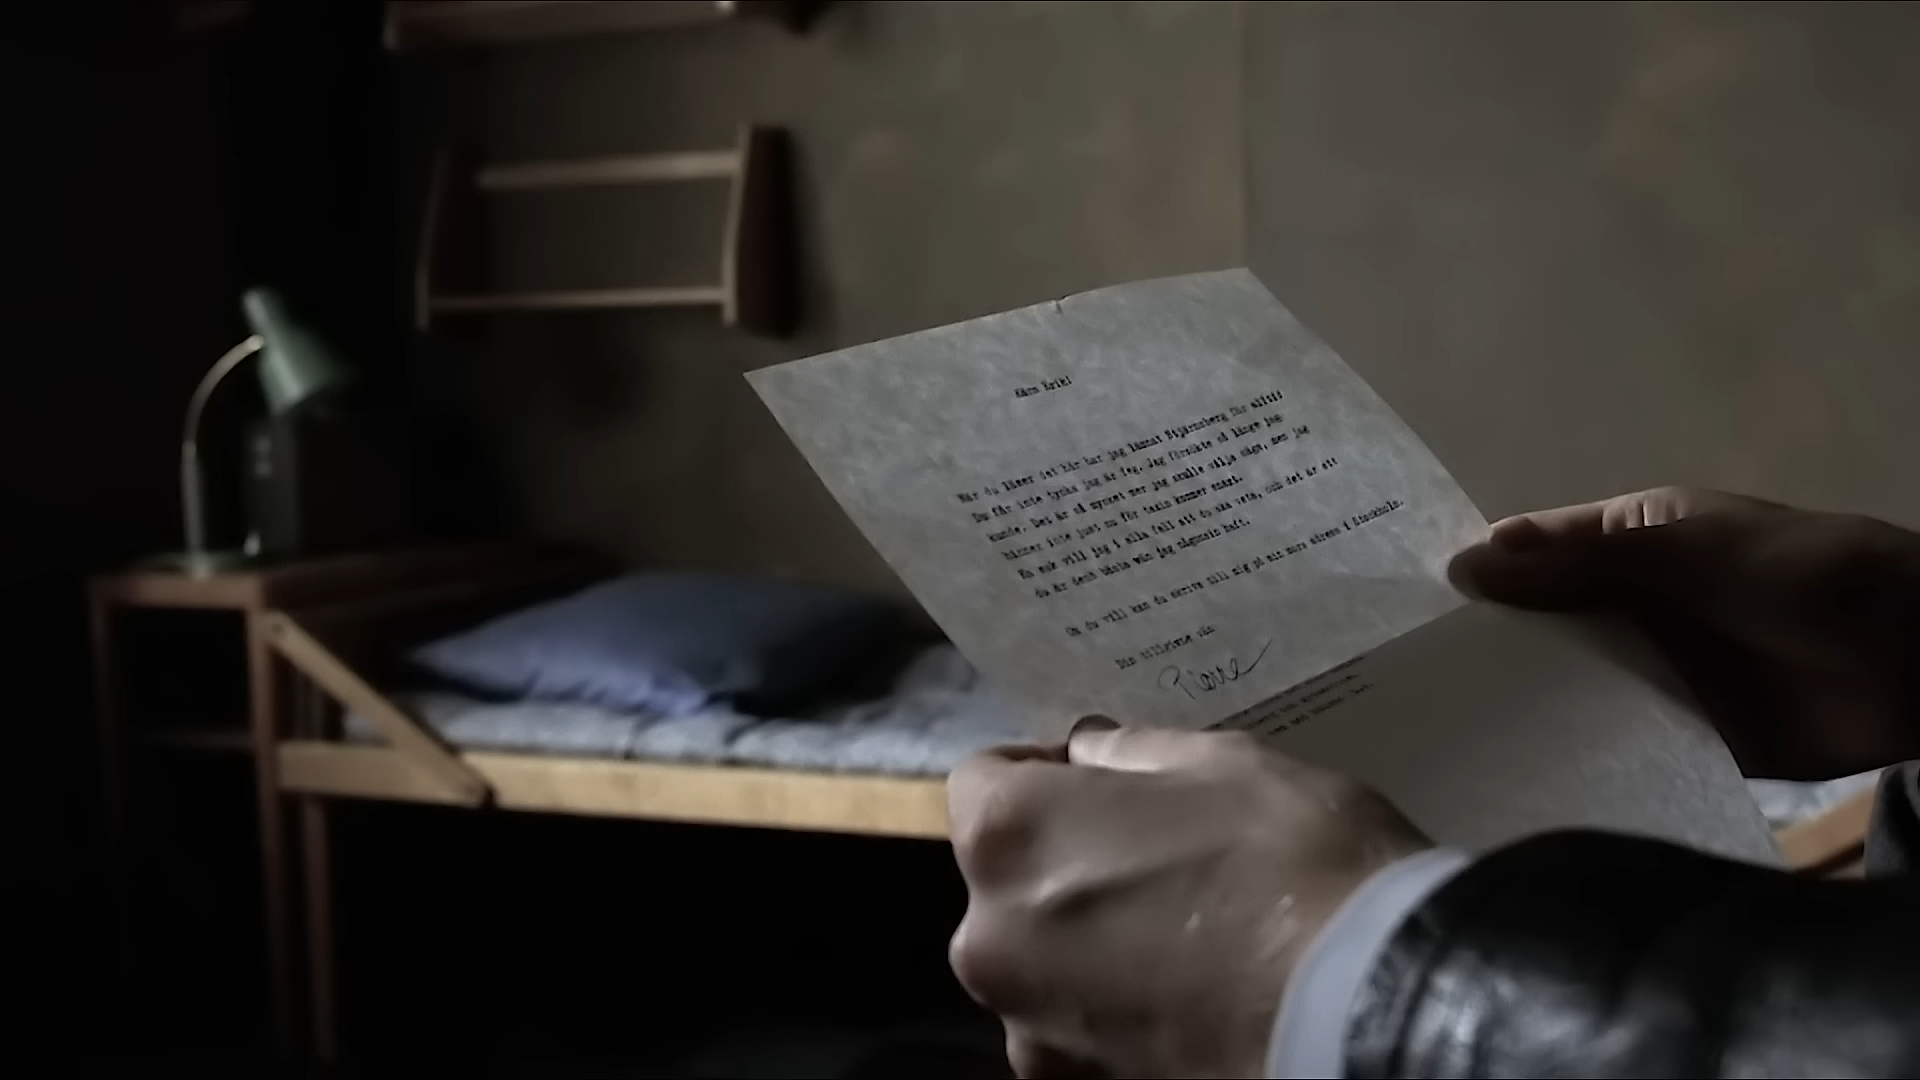 Käre Erik!
När du läser det här har jag lämnat Stjärnsberg för alltid
Du får inte tycka jag är feg. Jag försökte så länge jag
kunde. Det är så mycket mer jag skulle vilja säga, men jag
hinner inte just nu för taxin kommer snart.
En sak vill jag i alla fall att du ska veta, och det är att
du är den bästa vän jag någonsin haft.
Om du vill kan du skriva till mig på min mors adress i Stockholm.
Din tillgivne vän
Pierre